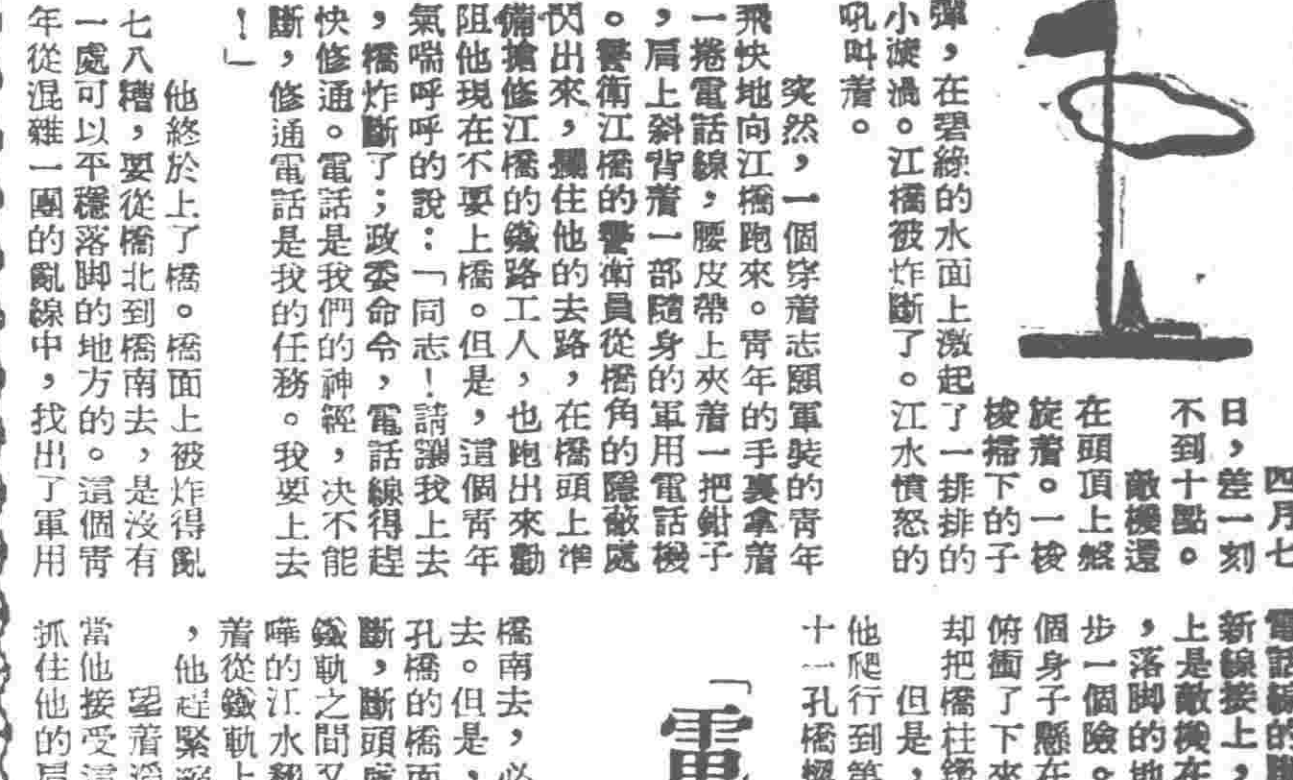 四月七
日，差一刻
不到十點。
敵機還
在頭頂上盤
旋着。一梭
梭掃下的子
彈，在碧綠的水面上激起了一排排的
小漩渦。江橋被炸斷了。江水憤怒的
吼叫着。
突然，一個穿着志願軍裝的青年
飛快地向江橋跑來。青年的手裏拿着
一捲電話線，腰皮帶上夾着一把鉗子
，肩上斜背着一部隨身的軍用電話機
。警衛江橋的警衛員從橋角的隱蔽處
閃出來，攔住他的去路，在橋頭上準
備搶修江橋的鐵路工人，也跑出來勸
阻他現在不要上橋。但是，這個青年
氣喘呼呼的說：「同志！請讓我上去
，橋炸斷了；政委命令，電話線得趕
快修通。電話是我們的神經，决不能
斷，修通電話是我的任務。我要上去
！」
他終於上了橋。橋面上被炸得亂
七八糟，要從橋北到橋南去，是沒有
一處可以平穩落脚的地方的。這個青
年從混雜一團的亂線中，找出了軍用
電話線的
新線接上，
上是敵機在
，落脚的地
步一個險。
個身子懸在
俯衝了下來
却把橋柱
但是，
他爬行到第
十一孔橋
「電
橋南去，必
去。但是，
孔橋的橋面
斷，斷頭
鐵軌之間又
嘩的江水
着從鐵軌上
，他趕緊
望着
當他接受這
抓住他的